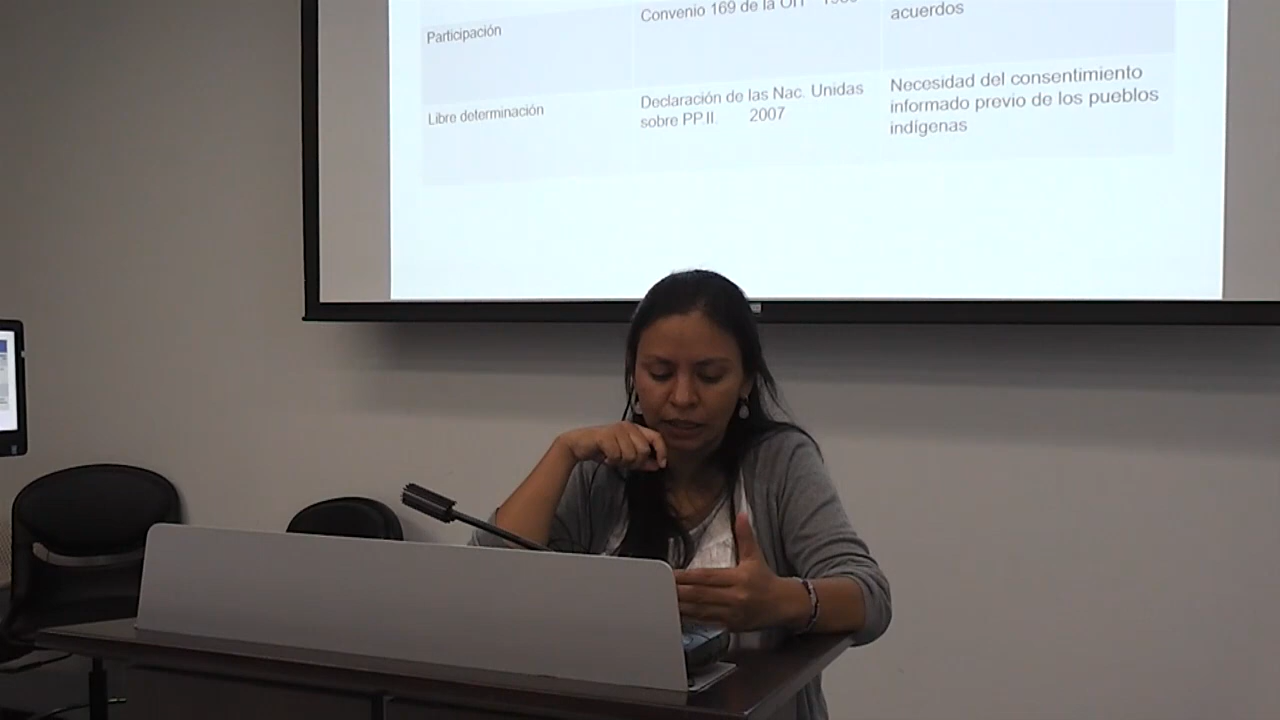 Participación
Convenio 169 de la OIT
acuerdos
Libre determinación
Declaración de las Nac. Unidas
sobre PP.II. 2007
Necesidad del consentimiento
informado previo de los pueblos
indígenas